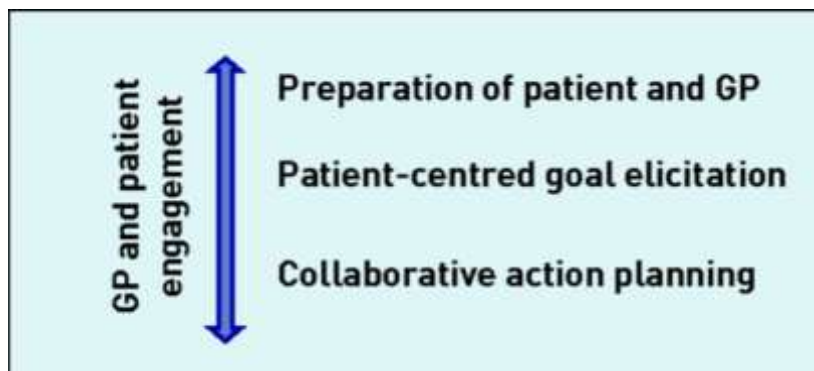 GP and patient
engagement
Preparation of patient and GP
Patient-centred goal elicitation
Collaborative action planning